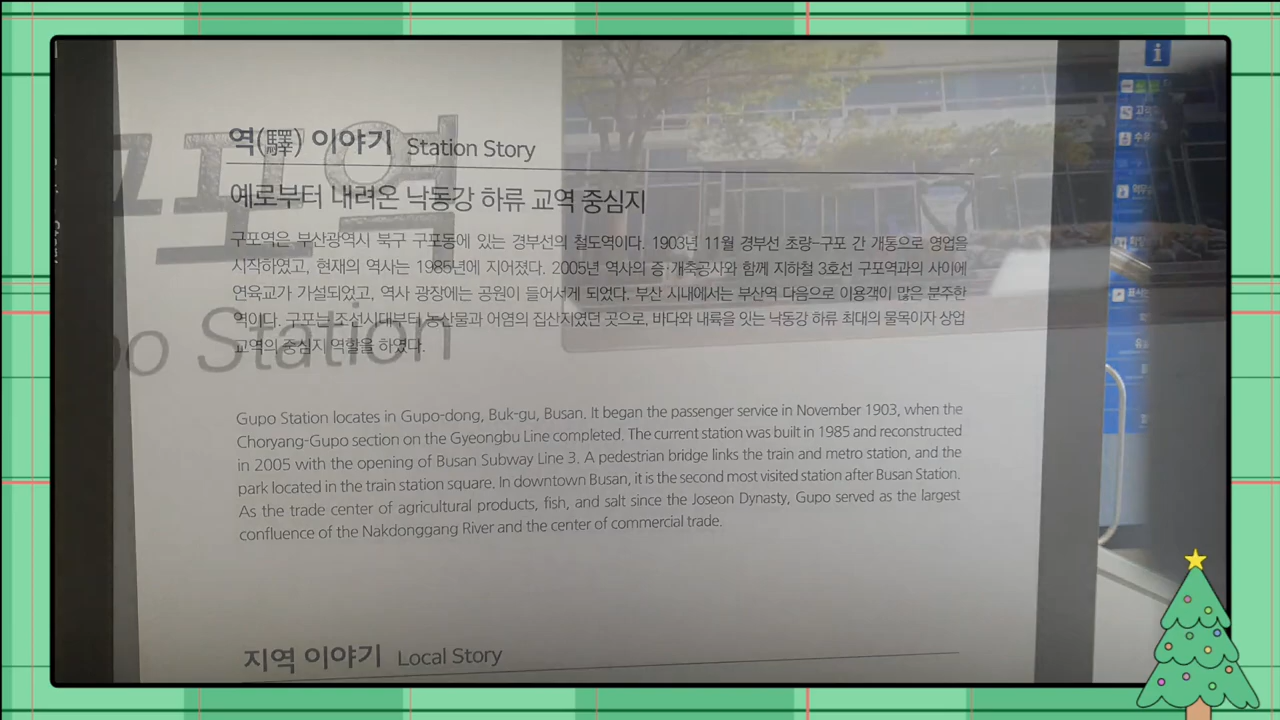 구포역
Gupo Station
역(驛) 이야기 Station Story
예로부터 내려온 낙동강 하류 교역 중심지
구포역은 부산광역시 북구 구포동에 있는 경부선의 철도역이다. 1903년 11월 경부선 초량-구포 간 개통으로 영업을
시작하였고, 현재의 역사는 1985년에 지어졌다. 2005년 역사의 증·개축공사와 함께 지하철 3호선 구포역과의 사이에
연육교가 가설되었고, 역사 광장에는 공원이 들어서게 되었다. 부산 시내에서는 부산역 다음으로 이용객이 많은 분주한
역이다. 구포는 조선시대부터 농산물과 어염의 집산지였던 곳으로, 바다와 내륙을 잇는 낙동강 하류 최대의 물목이자 상업
교역의 중심지 역할을 하였다.
Gupo Station locates in Gupo-dong, Buk-gu, Busan. It began the passenger service in November 1903, when the
Choryang-Gupo section on the Gyeongbu Line completed. The current station was built in 1985 and reconstructed
in 2005 with the opening of Busan Subway Line 3. A pedestrian bridge links the train and metro station, and the
park located in the train station square. In downtown Busan, it is the second most visited station after Busan Station.
As the trade center of agricultural products, fish, and salt since the Joseon Dynasty, Gupo served as the largest
confluence of the Nakdonggang River and the center of commercial trade.
지역 이야기 Local Story